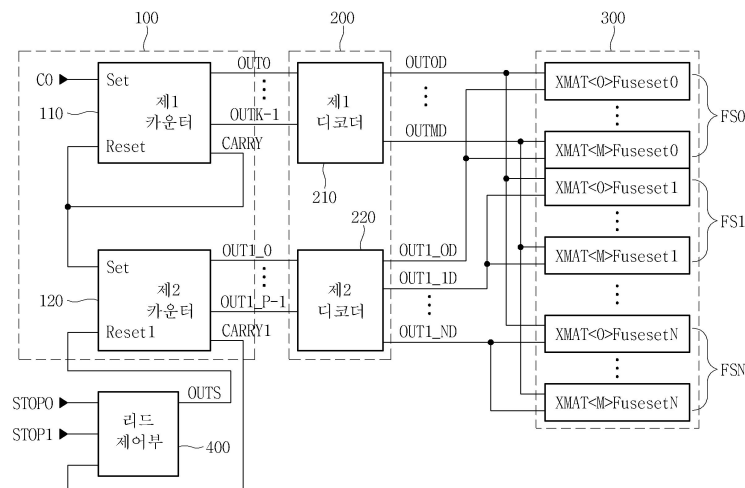 100
200
300
C0
Set
제1
카운터
OUT0
OUTK-1
CARRY
110
Reset
제1
디코더
210
OUT0D
OUTMD
XMAT<0>Fuseset0
XMAT<M>Fuseset0
FS0
XMAT<0>Fuseset1
XMAT<M>Fuseset1
FS1
Set
제2
카운터
120
Reset1
OUT1_0
OUT1_P-1
CARRY1
220
제2
디코더
OUT1_0D
OUT1_1D
OUT1_ND
XMAT<0>FusesetN
XMAT<M>FusesetN
FSN
STOP0
STOP1
리드
제어부
OUTS
400